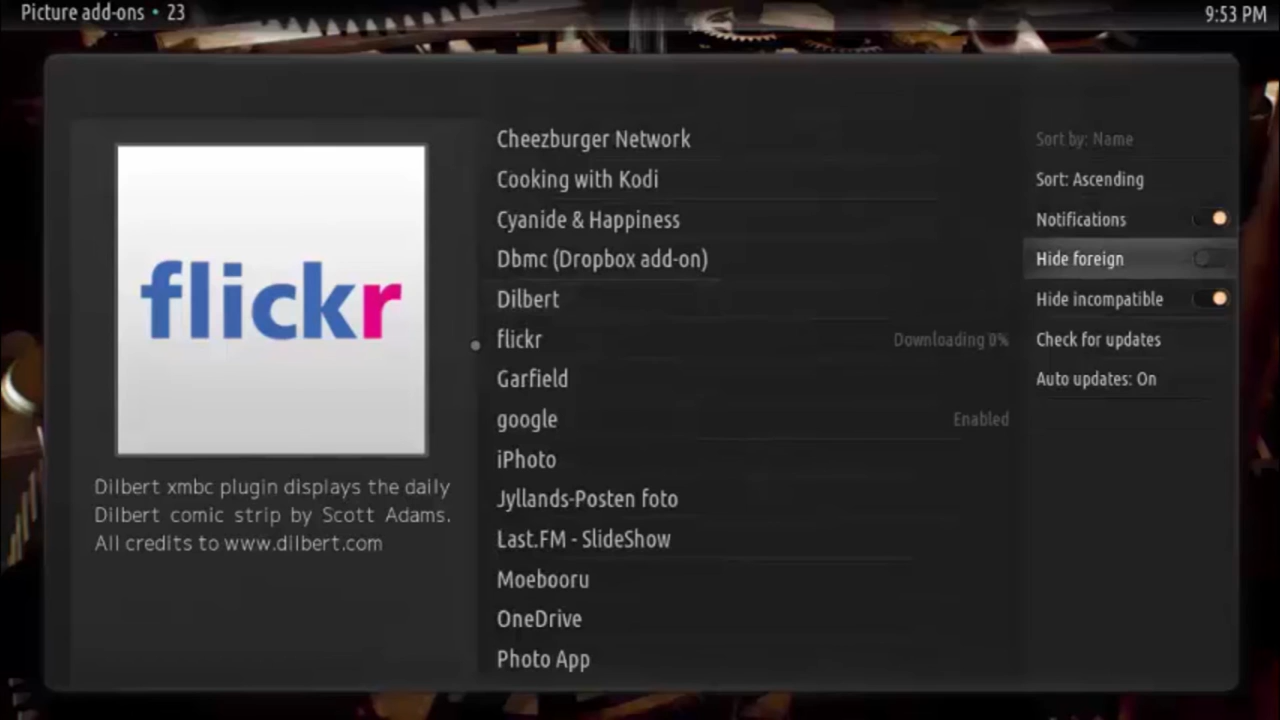 Picture add-ons • 23
9:53 PM
flickr
Dilbert xmbc plugin displays the daily
Dilbert comic strip by Scott Adams.
All credits to www.dilbert.com
Cheezburger Network
Cooking with Kodi
Cyanide & Happiness
Dbmc (Dropbox add-on)
Dilbert
flickr Downloading 0%
Garfield
google Enabled
iPhoto
Jyllands-Posten foto
Last.FM - SlideShow
Moebooru
OneDrive
Photo App
Sort by: Name
Sort: Ascending
Notifications
Hide foreign
Hide incompatible
Check for updates
Auto updates: On